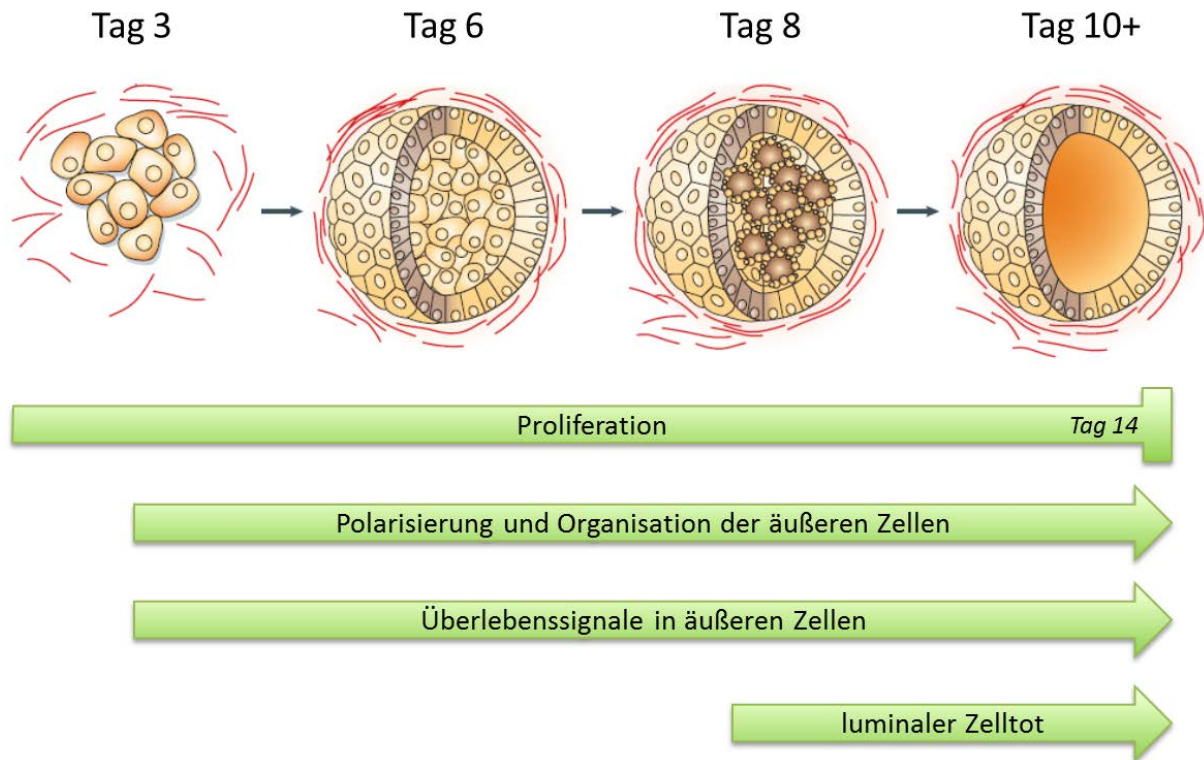 Tag 3
Tag 6
Tag 8
Tag 10+
Proliferation
Tag 14
Polarisierung und Organisation der äußeren Zellen
Überlebenssignale in äußeren Zellen
luminaler Zelltot